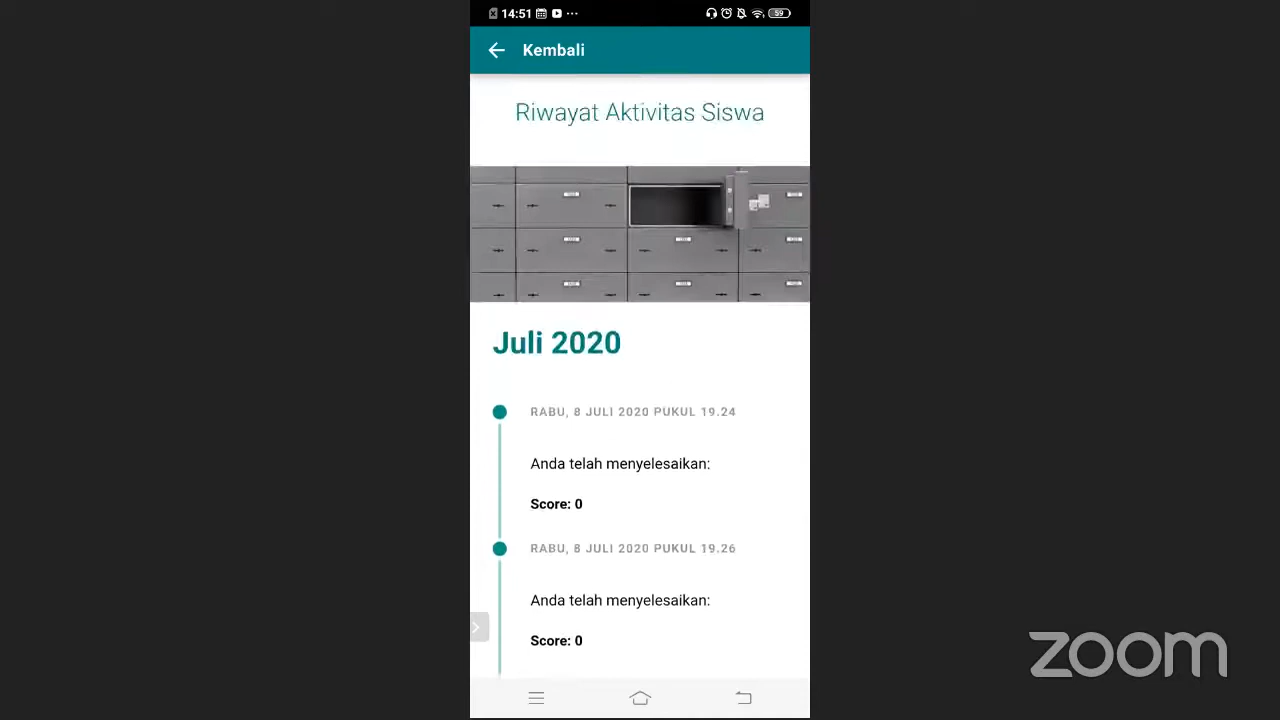 14:51
59
Kembali
Riwayat Aktivitas Siswa
Juli 2020
RABU, 8 JULI 2020 PUKUL 19.24
Anda telah menyelesaikan:
Score: 0
RABU, 8 JULI 2020 PUKUL 19.26
Anda telah menyelesaikan:
Score: 0
zoom